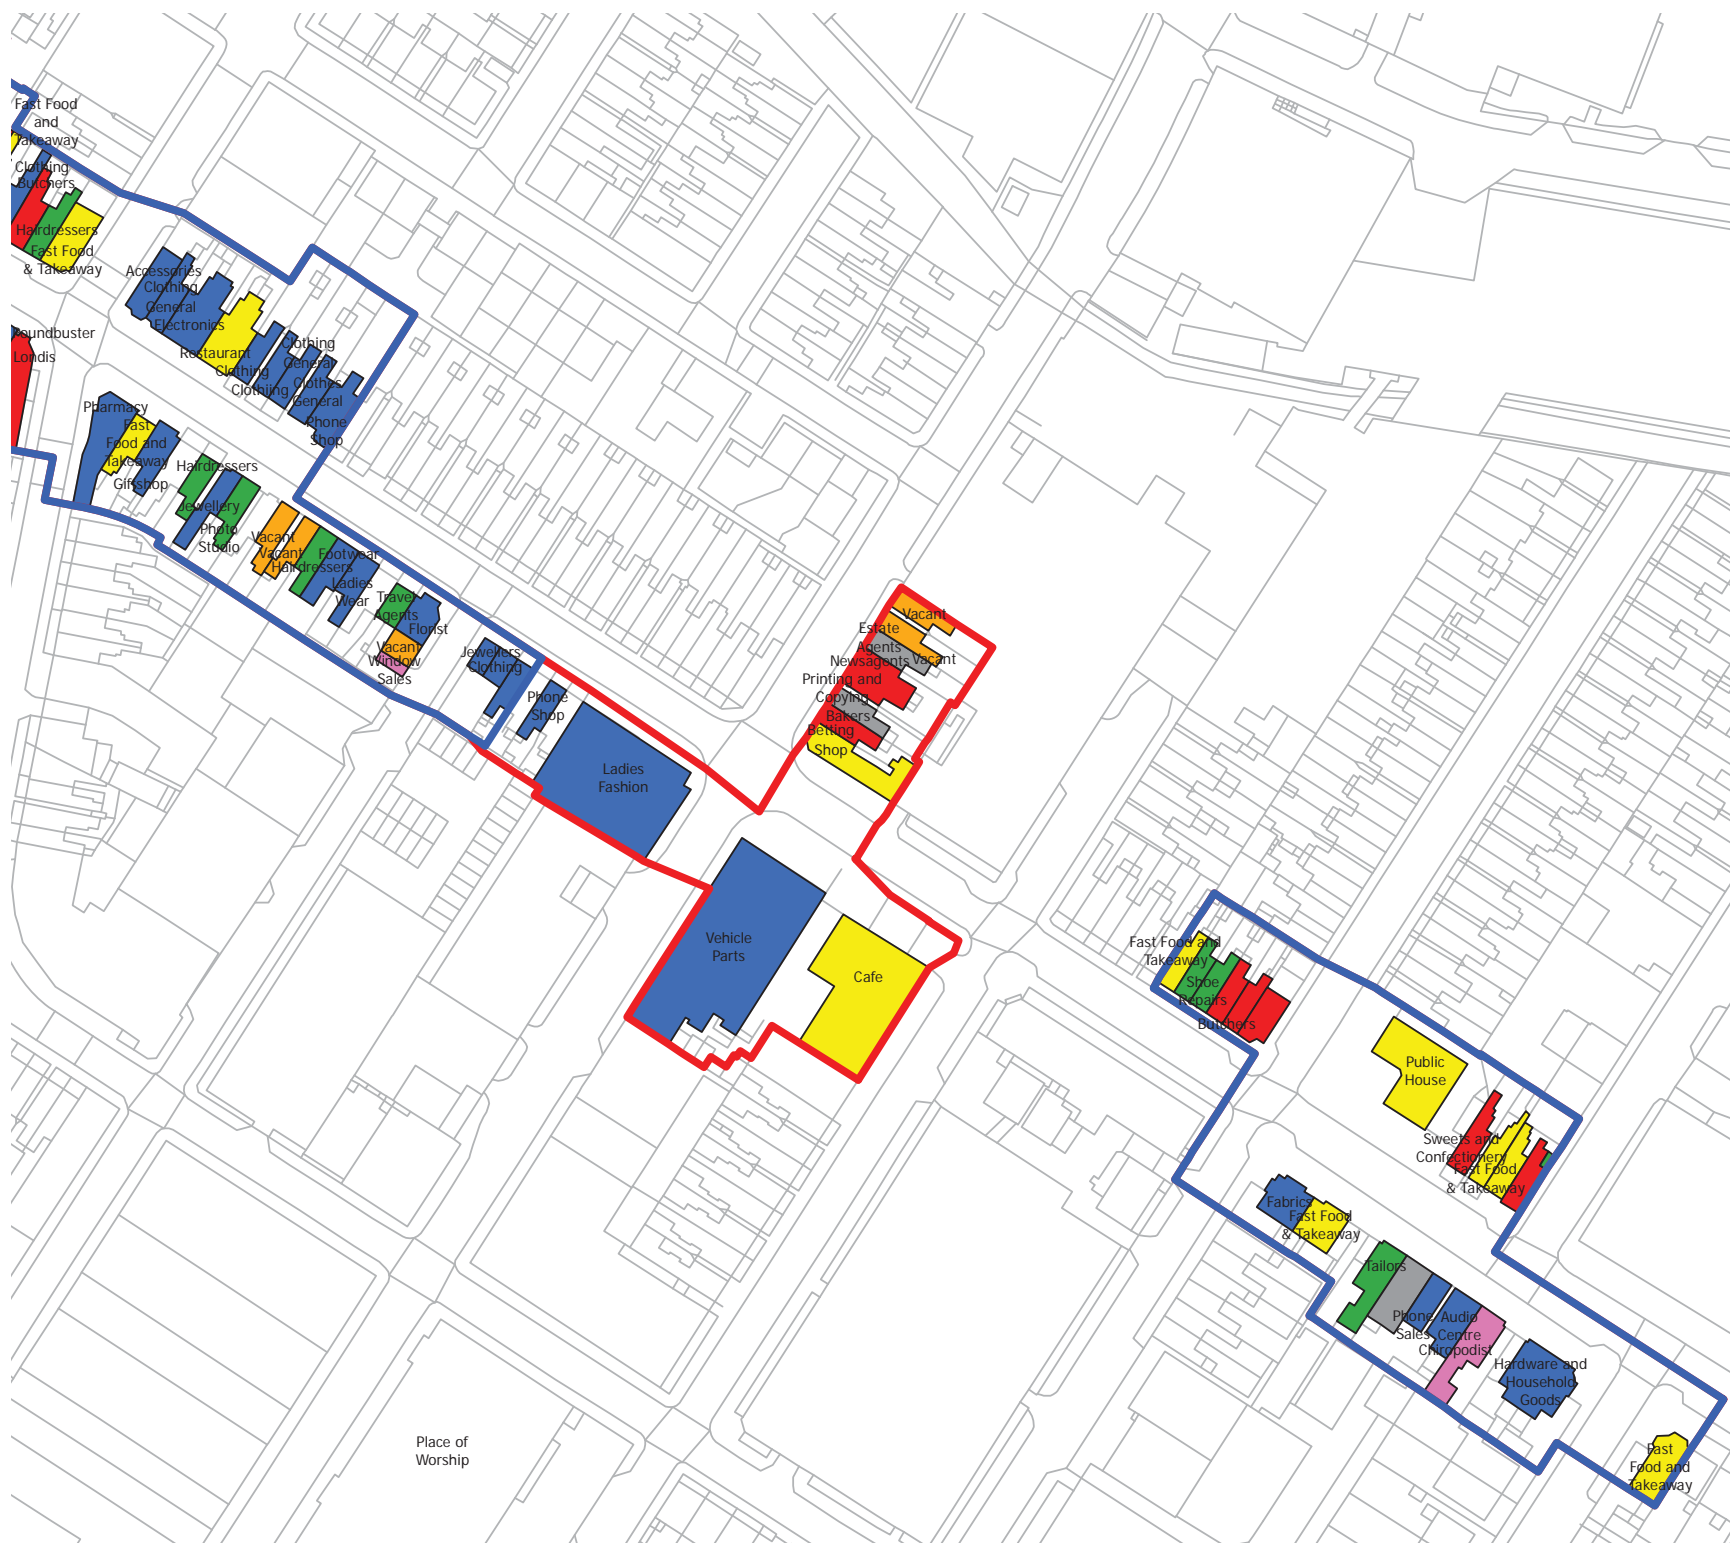 Fast Food
and
Takeaway
Clothing
Butchers
Hairdressers
Fast Food
& Takeaway
Poundbuster
Londis
Accessories
Clothing
General
Electronics
Restaurant
Clothing
Clothiing
Clothing
General
Clothes
General
Phone
Shop
Pharmacy
Fast
Food and
Takeaway
Giftshop
Hairdressers
Jewellery
Photo
Studio
Vacant
Vacant
Hairdressers
Footwear
Ladies
Wear
Travel
Agents
Florist
Vacant
Window
Sales
Jewellers
Clothing
Phone
Shop
Ladies
Fashion
Vacant
Estate
Agents
Vacant
Newsagents
Printing and
Copying
Bakers
Betting
Shop
Vehicle
Parts
Cafe
Fast Food and
Takeaway
Shoe
Repairs
Butchers
Public
House
Sweets and
Confectionery
Fast Food
& Takeaway
Fabrics
Fast Food
& Takeaway
Tailors
Phone
Sales
Audio
Centre
Chiropodist
Hardware and
Household
Goods
Fast
Food and
Takeaway
Place of
Worship